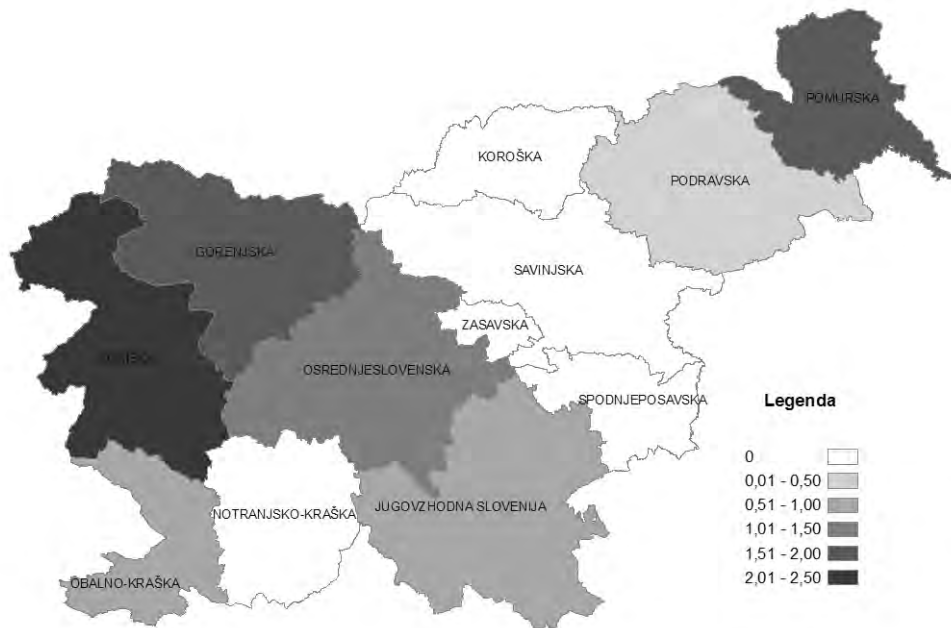 POMURSKA
KOROŠKA
PODRAVSKA
GORENJSKA
SAVINJSKA
ZASAVSKA
OSREDNJESLOVENSKA
SPODNJEPOSAVSKA
NOTRANJSKO-KRAŠKA
JUGOVZHODNA SLOVENIJA
OBALNO-KRAŠKA
Legenda
0
0,01 - 0,50
0,51 - 1,00
1,01 - 1,50
1,51 - 2,00
2,01 - 2,50